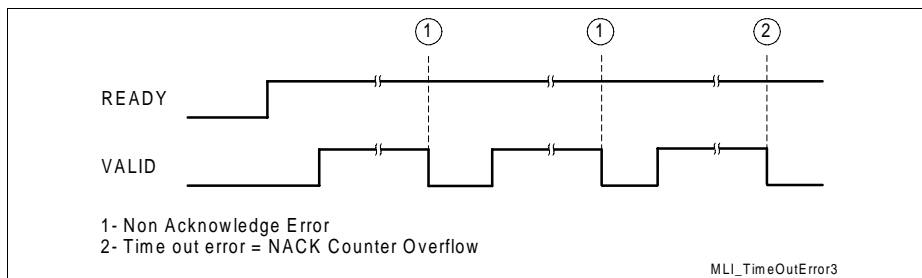 1 1 2
READY
VALID
1- Non Acknowledge Error
2- Time out error = NACK Counter Overflow
MLI_TimeOutError3